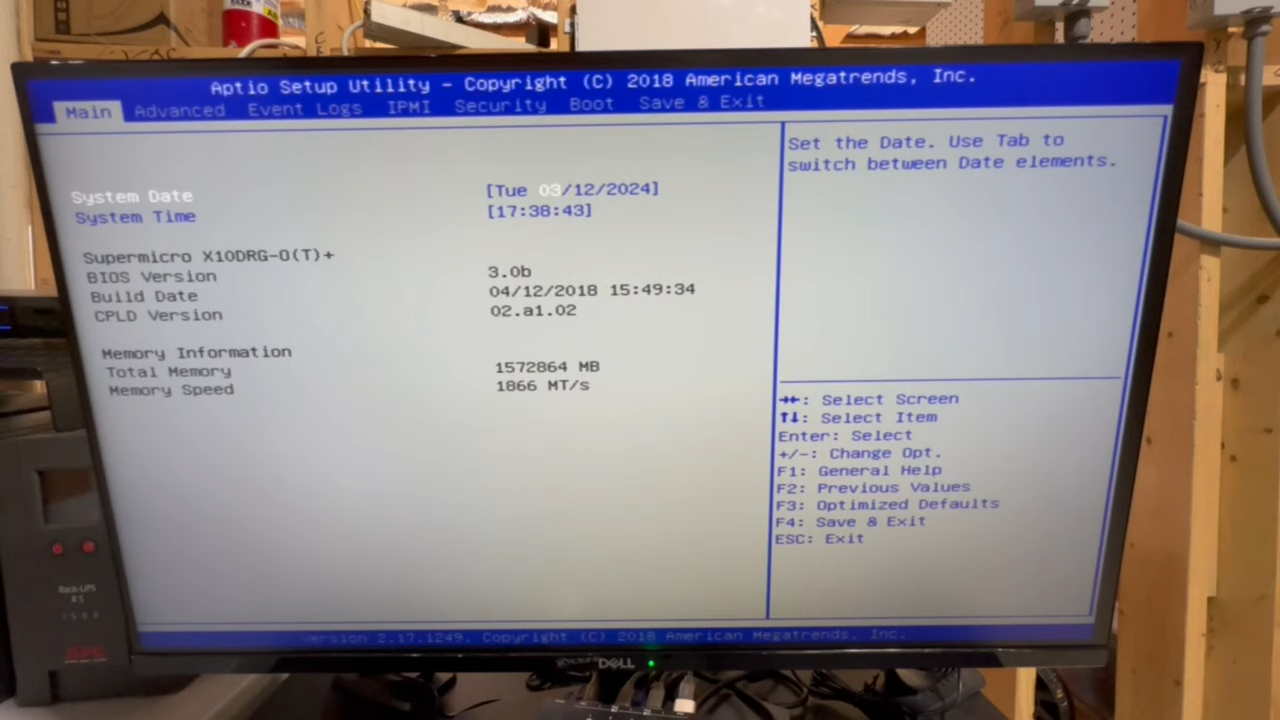 Aptio Setup Utility - Copyright (C) 2018 American Megatrends, Inc.
Main Advanced Event Logs IPMI Security Boot Save & Exit
System Date [Tue 03/12/2024]
System Time [17:38:43]
Supermicro X10DRG-O(T)+
BIOS Version 3.0b
Build Date 04/12/2018 15:49:34
CPLD Version 02.a1.02
Memory Information
Total Memory 1572864 MB
Memory Speed 1866 MT/s
Set the Date. Use Tab to
switch between Date elements.
→←: Select Screen
↑↓: Select Item
Enter: Select
+/-: Change Opt.
F1: General Help
F2: Previous Values
F3: Optimized Defaults
F4: Save & Exit
ESC: Exit
Version 2.17.1249. Copyright (C) 2018 American Megatrends, Inc.
DELL
Back-UPS
RS
1500
APC